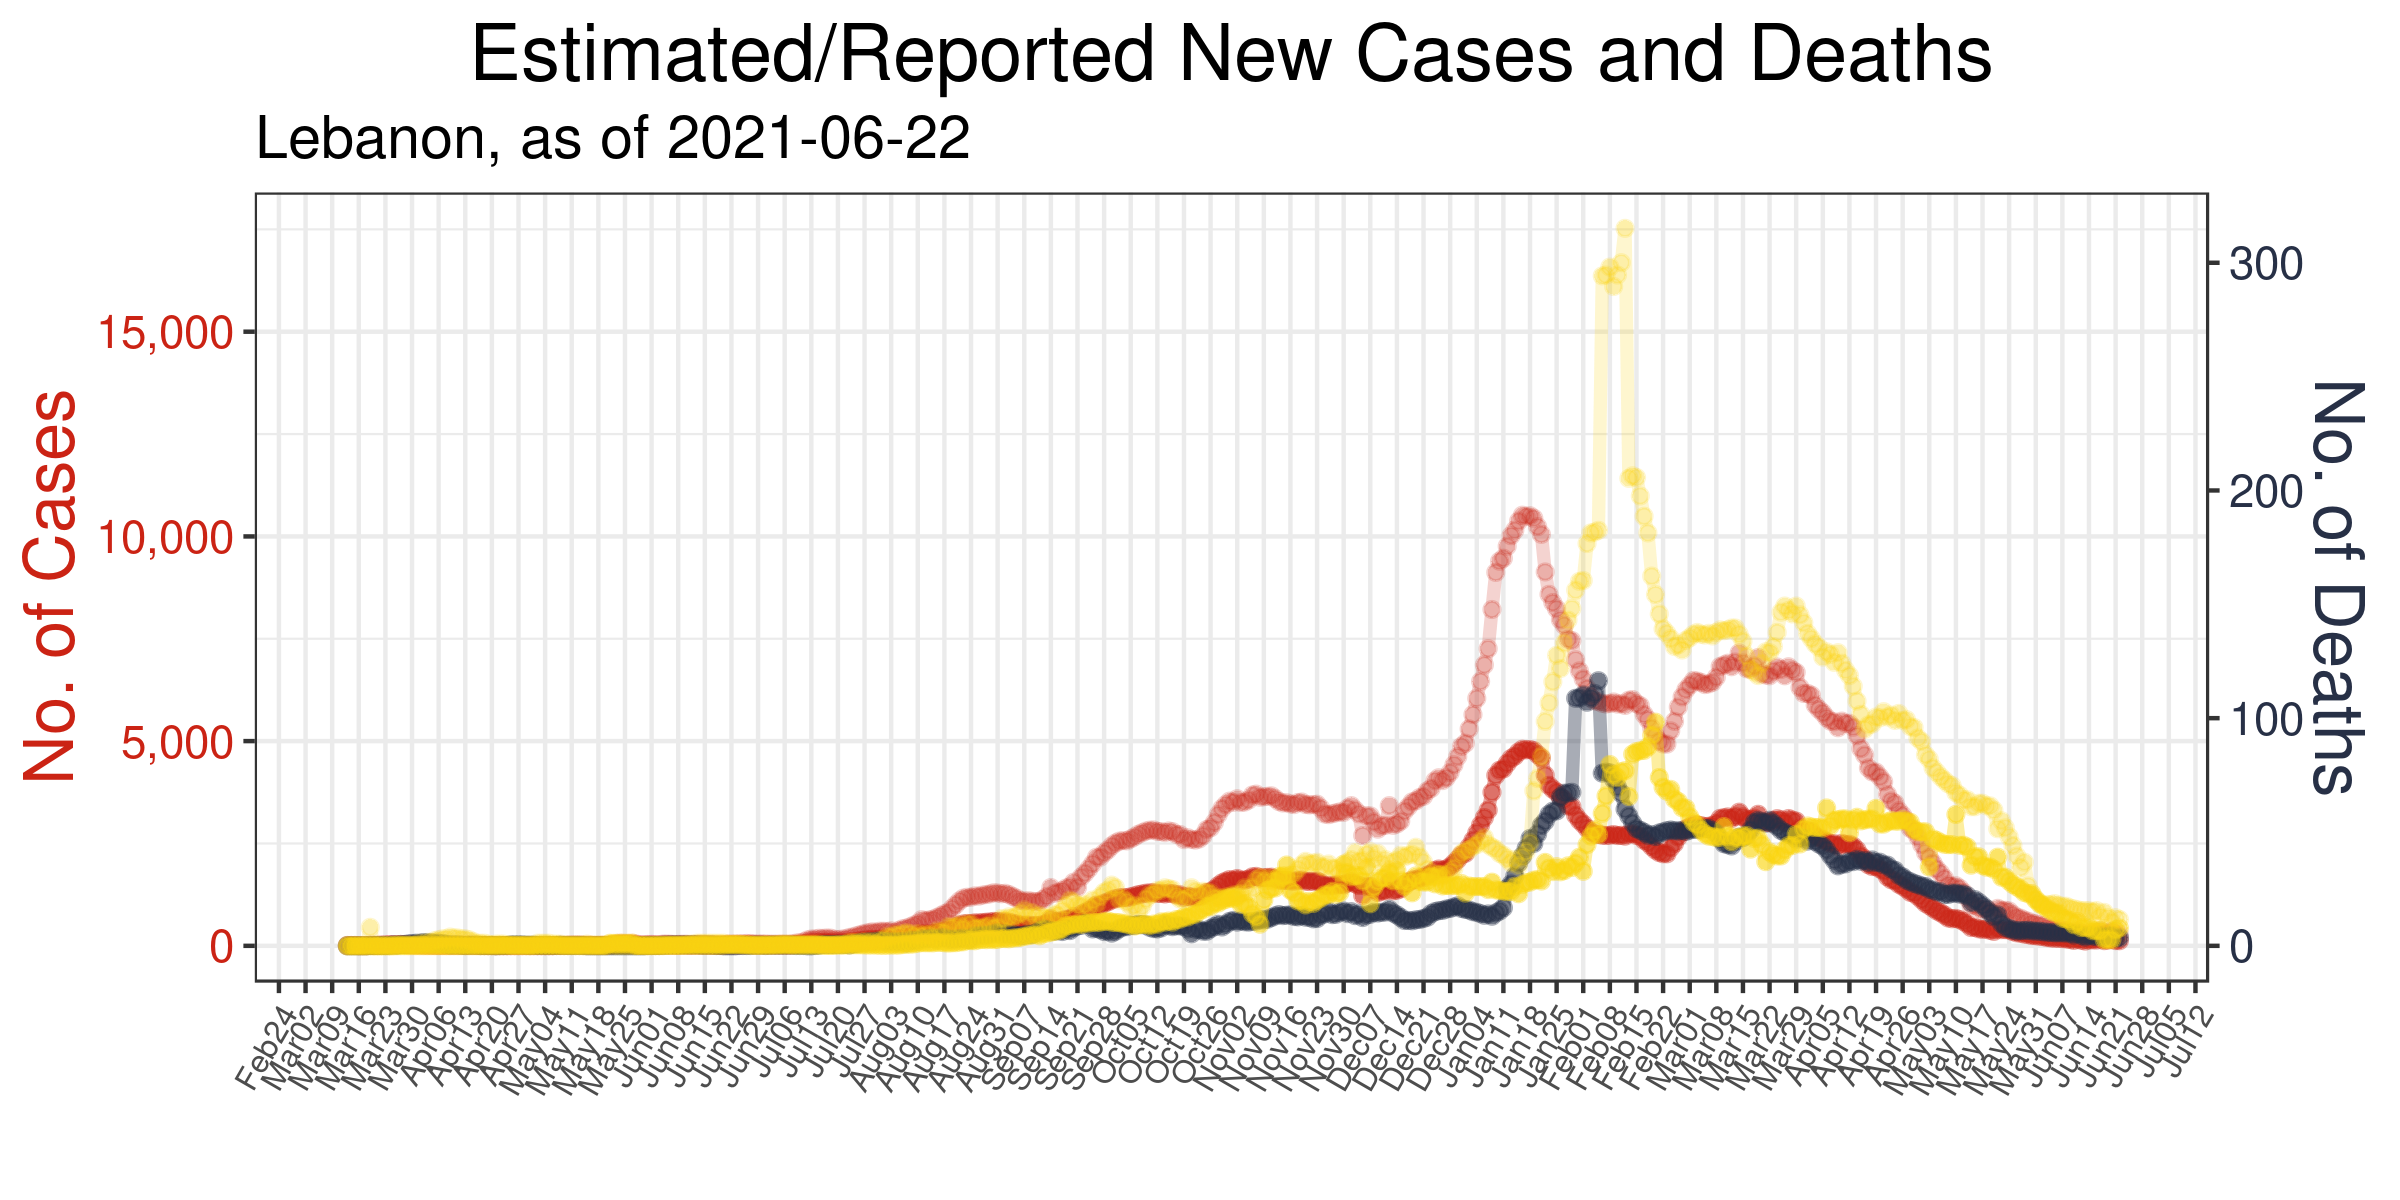 Estimated/Reported New Cases and Deaths
Lebanon, as of 2021-06-22
No. of Cases
15,000
10,000
5,000
0
300
200
100
0
No. of Deaths
Feb24
Mar02
Mar09
Mar16
Mar23
Mar30
Apr06
Apr13
Apr20
Apr27
May04
May11
May18
May25
Jun01
Jun08
Jun15
Jun22
Jun29
Jul06
Jul13
Jul20
Jul27
Aug03
Aug10
Aug17
Aug24
Aug31
Sep07
Sep14
Sep21
Sep28
Oct05
Oct12
Oct19
Oct26
Nov02
Nov09
Nov16
Nov23
Nov30
Dec07
Dec14
Dec21
Dec28
Dec04
Jan11
Jan18
Jan25
Jan01
Feb08
Feb15
Feb22
Mar01
Mar08
Mar15
Mar22
Mar29
Apr05
Apr12
Apr19
Apr26
May03
May10
May17
May24
May31
May07
Jun14
Jun21
Jun28
Jun05
Jul12